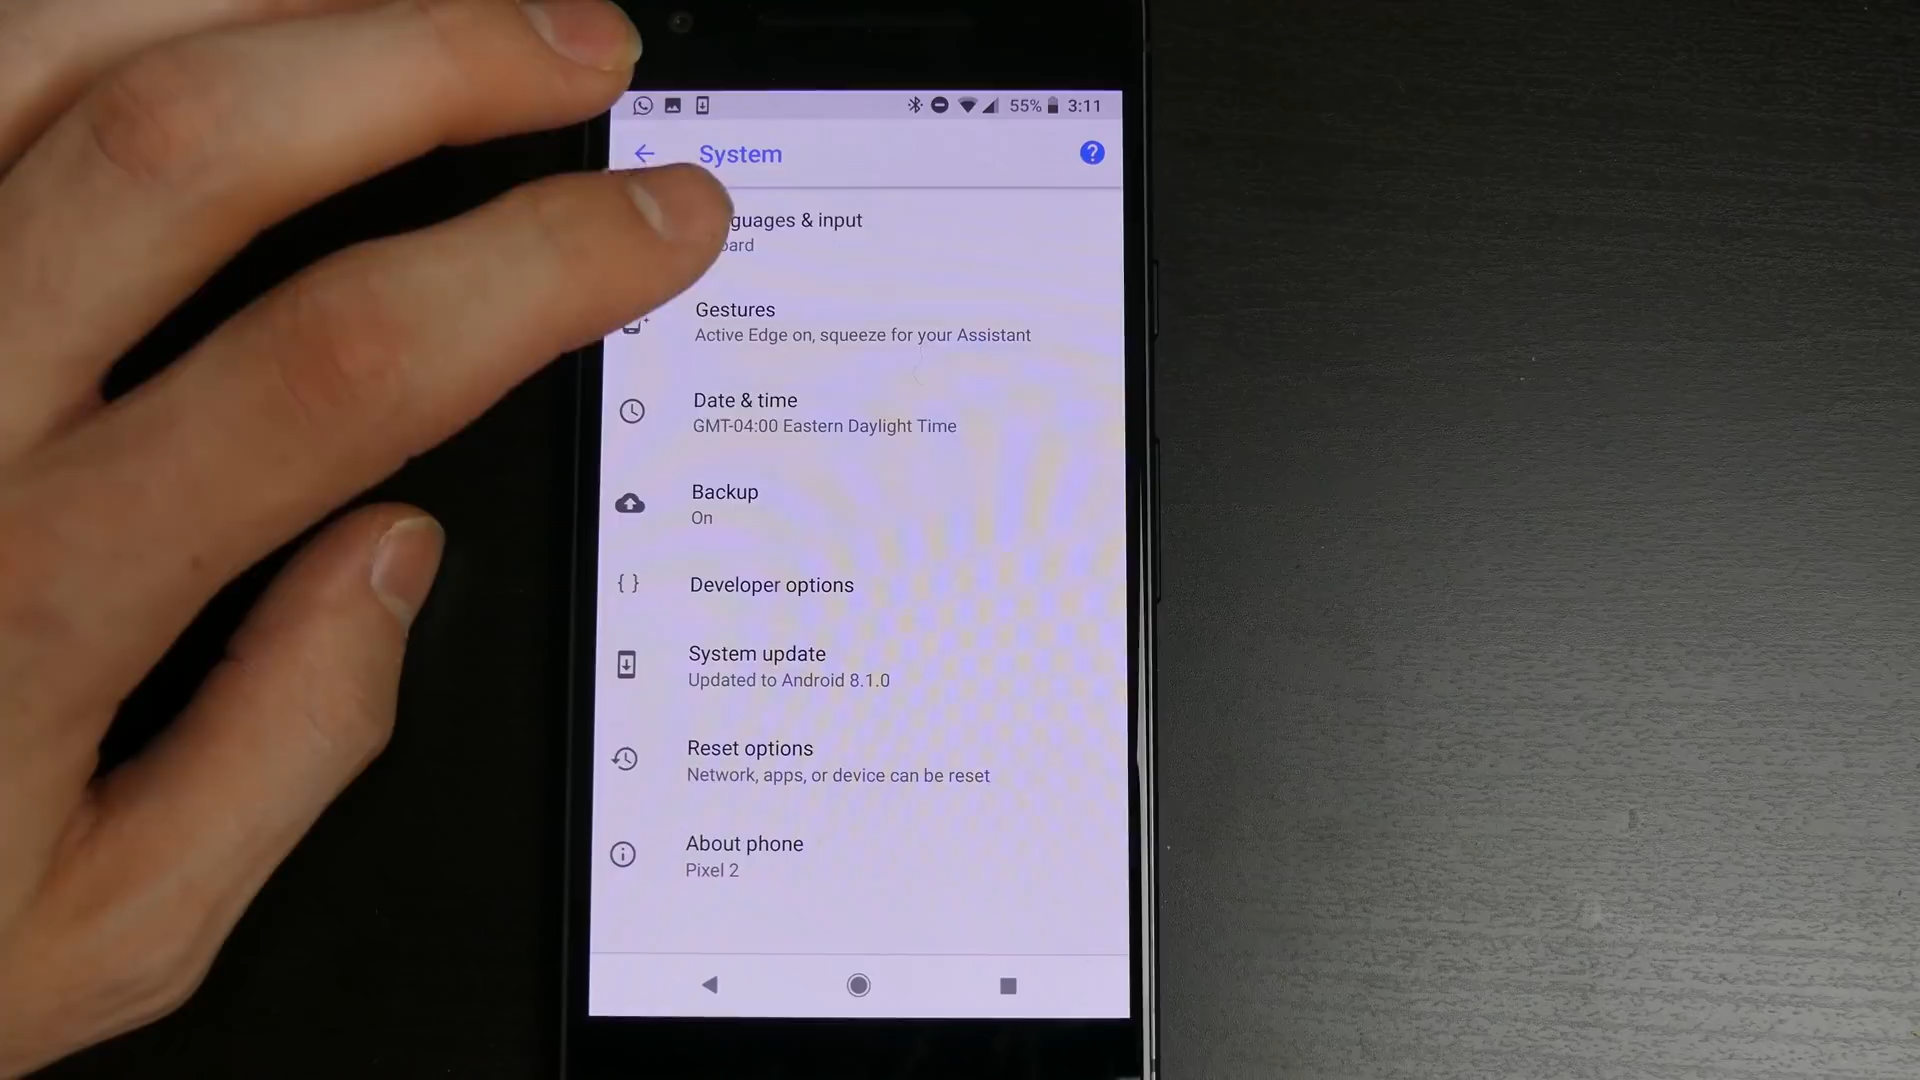 55% 3:11
System
guages & input
Gestures
Active Edge on, squeeze for your Assistant
Date & time
GMT-04:00 Eastern Daylight Time
Backup
On
Developer options
System update
Updated to Android 8.1.0
Reset options
Network, apps, or device can be reset
About phone
Pixel 2